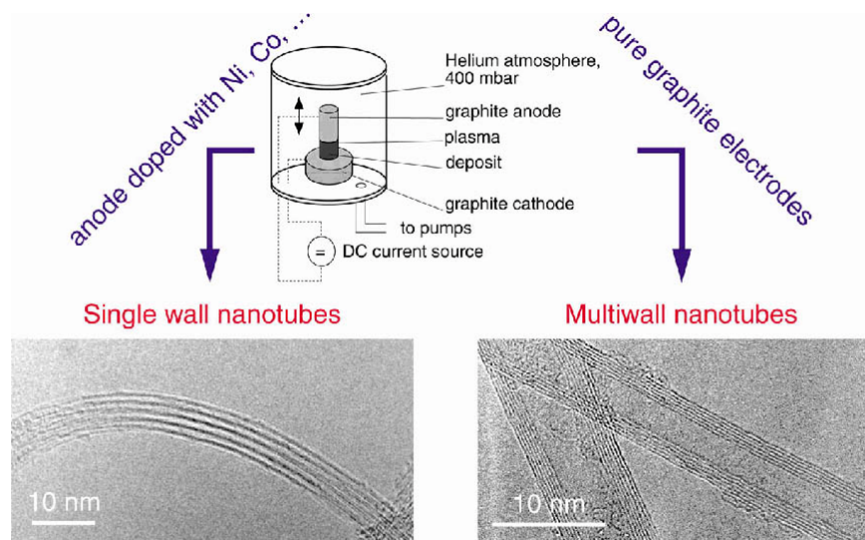 anode doped with Ni, Co, ...
pure graphite electrodes
Helium atmosphere,
400 mbar
graphite anode
plasma
deposit
graphite cathode
to pumps
= DC current source
Single wall nanotubes
Multiwall nanotubes
10 nm
10 nm